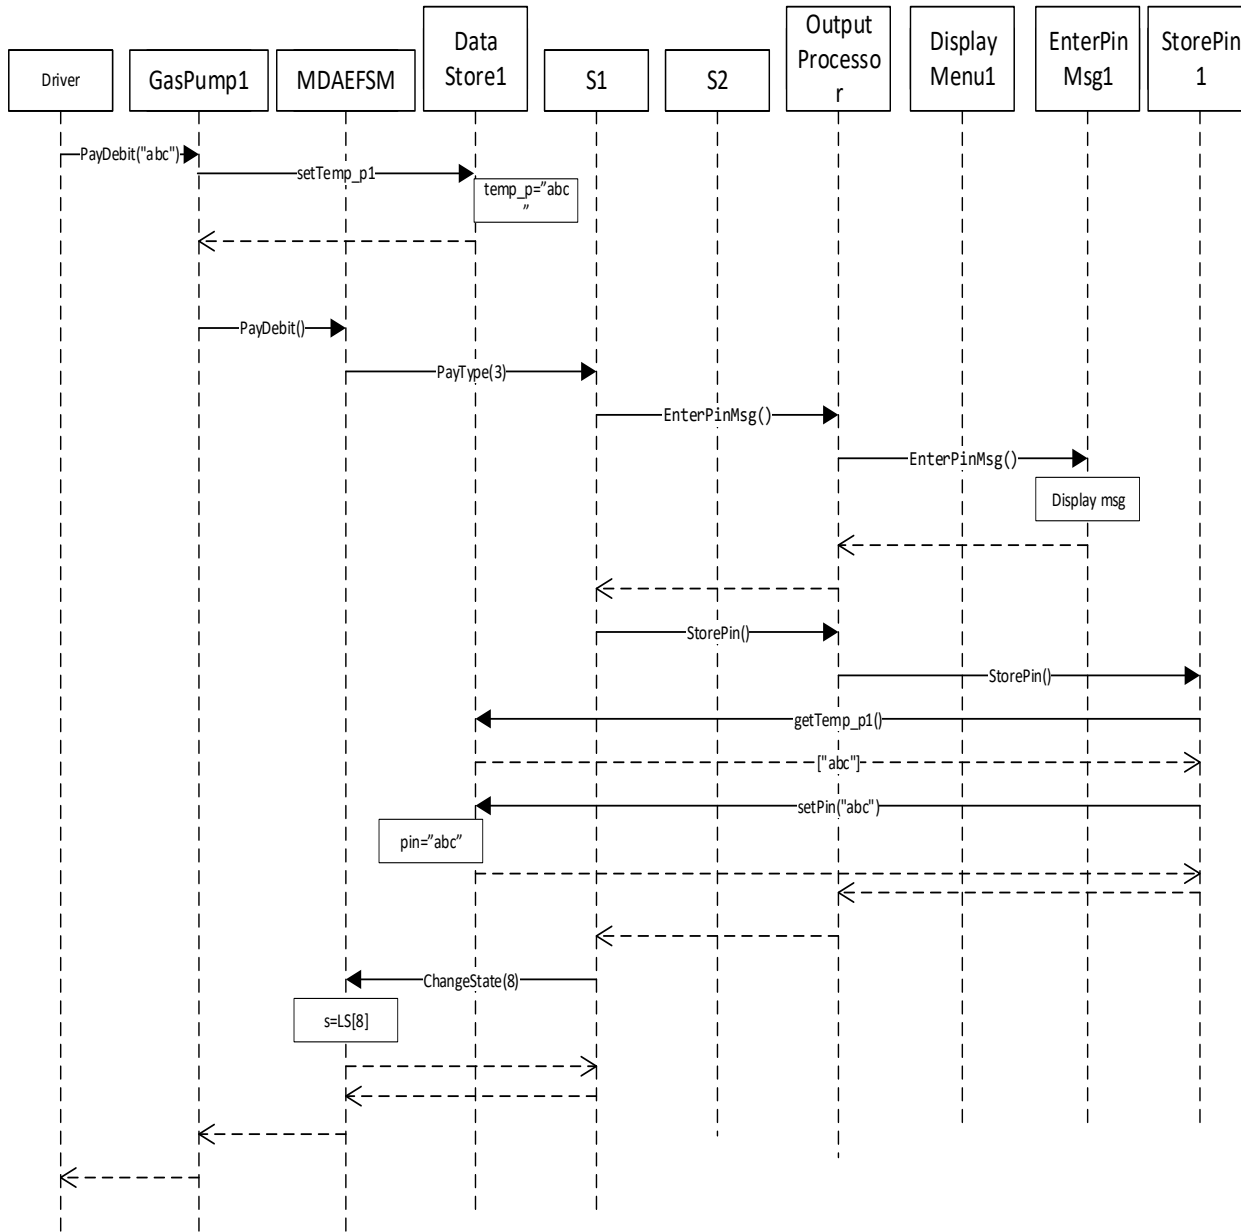 Driver
GasPump1
MDAEFSM
Data
Store1
S1
S2
Output
Processo
r
Display
Menu1
EnterPin
Msg1
StorePin
1
PayDebit("abc")
setTemp_p1
temp_p=”abc
”
PayDebit()
PayType(3)
EnterPinMsg()
EnterPinMsg()
Display msg
StorePin()
StorePin()
getTemp_p1()
["abc"]
setPin("abc")
pin=”abc”
ChangeState(8)
s=LS[8]